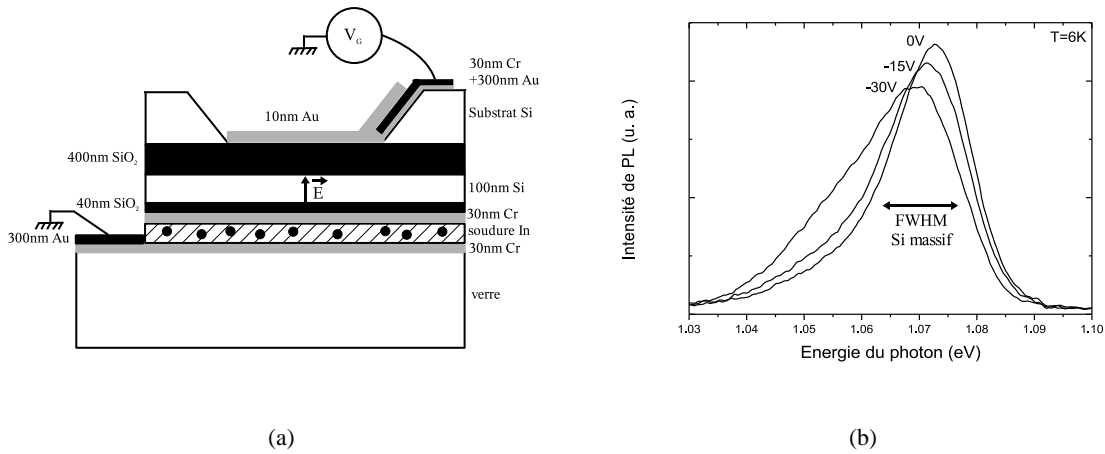 V_G
30nm Cr
+300nm Au
Substrat Si
10nm Au
400nm SiO₂
100nm Si
E
40nm SiO₂
30nm Cr
soudure In
300nm Au
30nm Cr
verre
(a)
T=6K
0V
-15V
-30V
FWHM
Si massif
Intensité de PL (u. a.)
1.03 1.04 1.05 1.06 1.07 1.08 1.09 1.10
Energie du photon (eV)
(b)